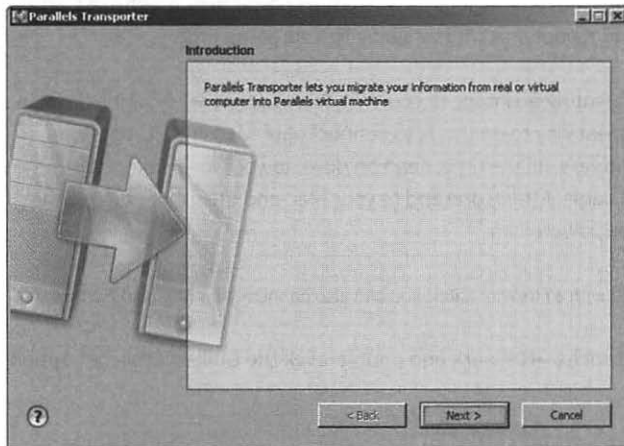 Parallels Transporter
Introduction
Parallels Transporter lets you migrate your information from real or virtual
computer into Parallels virtual machine
?
< Back
Next >
Cancel